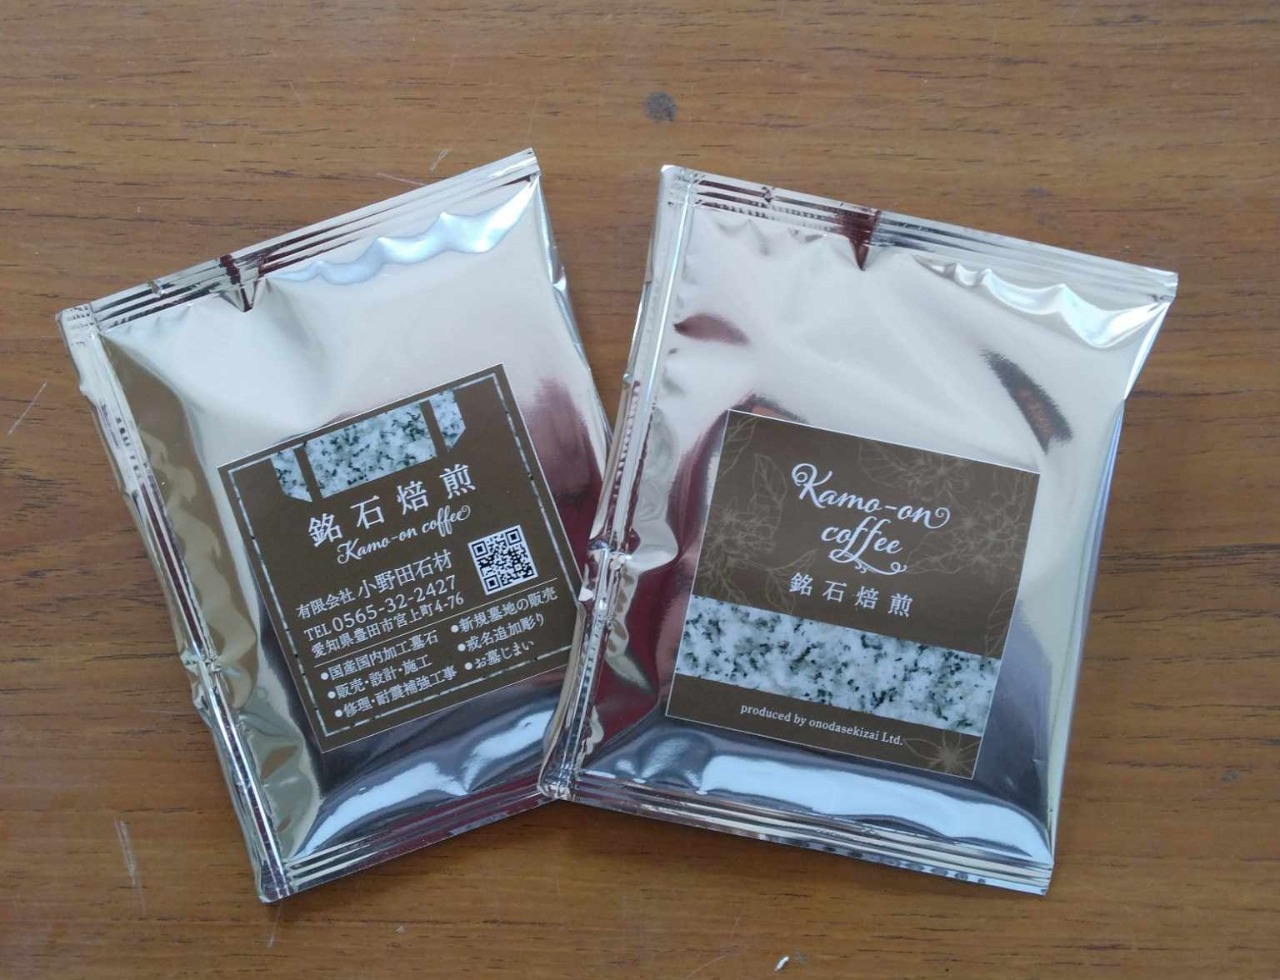 銘石焙煎
Kamo-on coffee
有限会社 小野田石材
TEL 0565-32-2427
愛知県豊田市宮上町4-76
●国産国内加工墓石
●販売・設計・施工
●修理・耐震補強工事
●新規墓地の販売
●戒名追加彫り
●お墓じまい
Kamo-on
coffee
銘石焙煎
produced by onodasekizai Ltd.